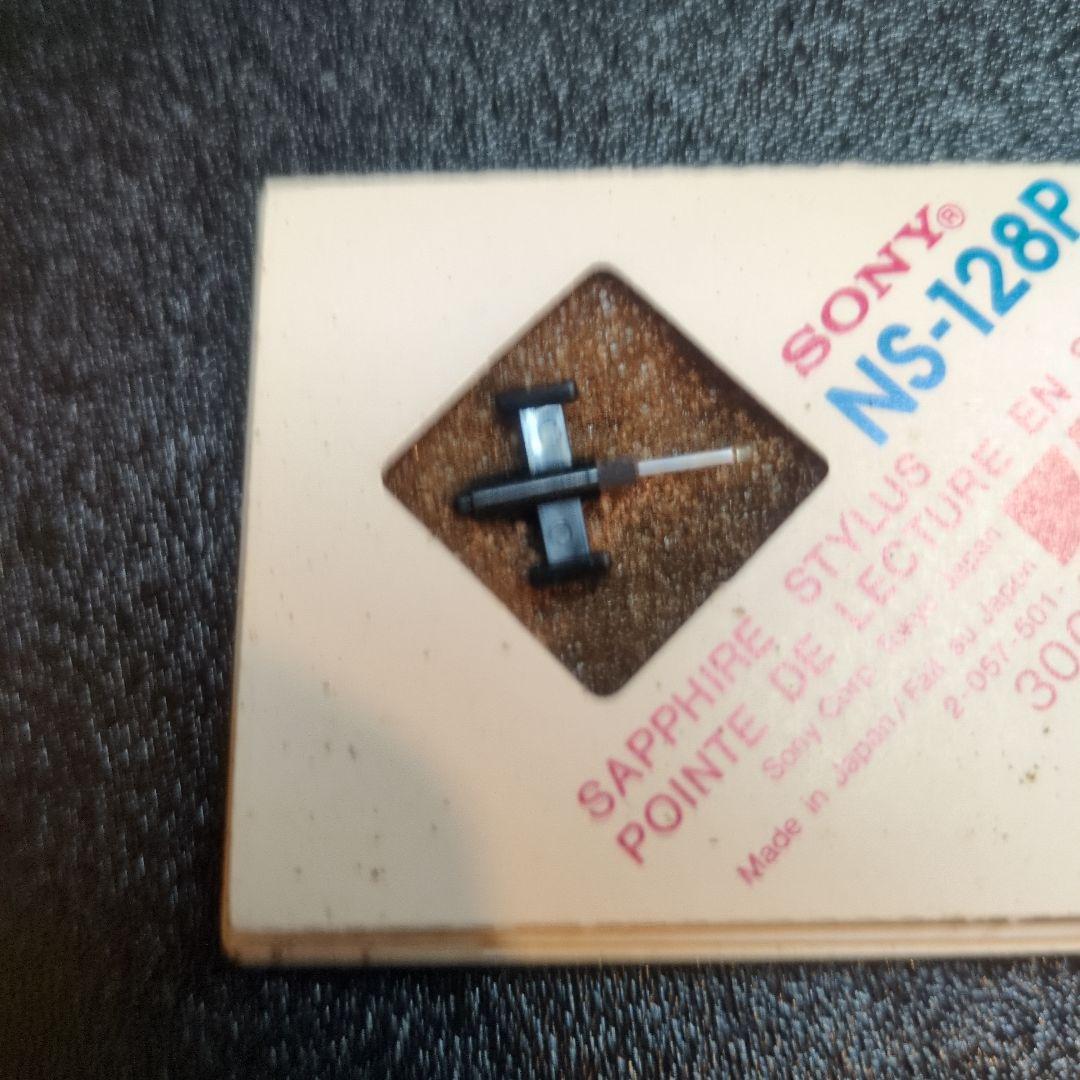 SONY®
NS-128P
SAPPHIRE STYLUS
POINTE DE LECTURE EN
Sony Corp Tokyo Japan
Made in Japan / Fait au Japon
2-057-501-
300